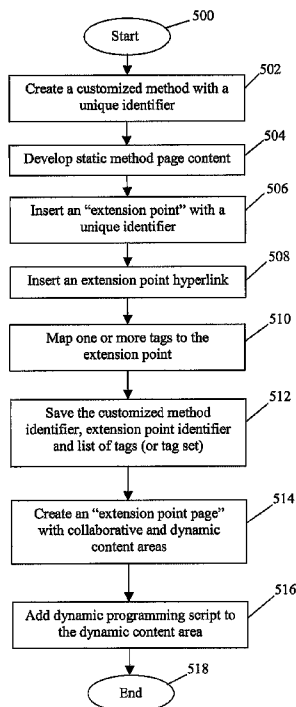 500
Start
502
Create a customized method with a
unique identifier
504
Develop static method page content
506
Insert an “extension point” with a
unique identifier
508
Insert an extension point hyperlink
510
Map one or more tags to the
extension point
512
Save the customized method
identifier, extension point identifier
and list of tags (or tag set)
514
Create an “extension point page”
with collaborative and dynamic
content areas
516
Add dynamic programming script to
the dynamic content area
518
End